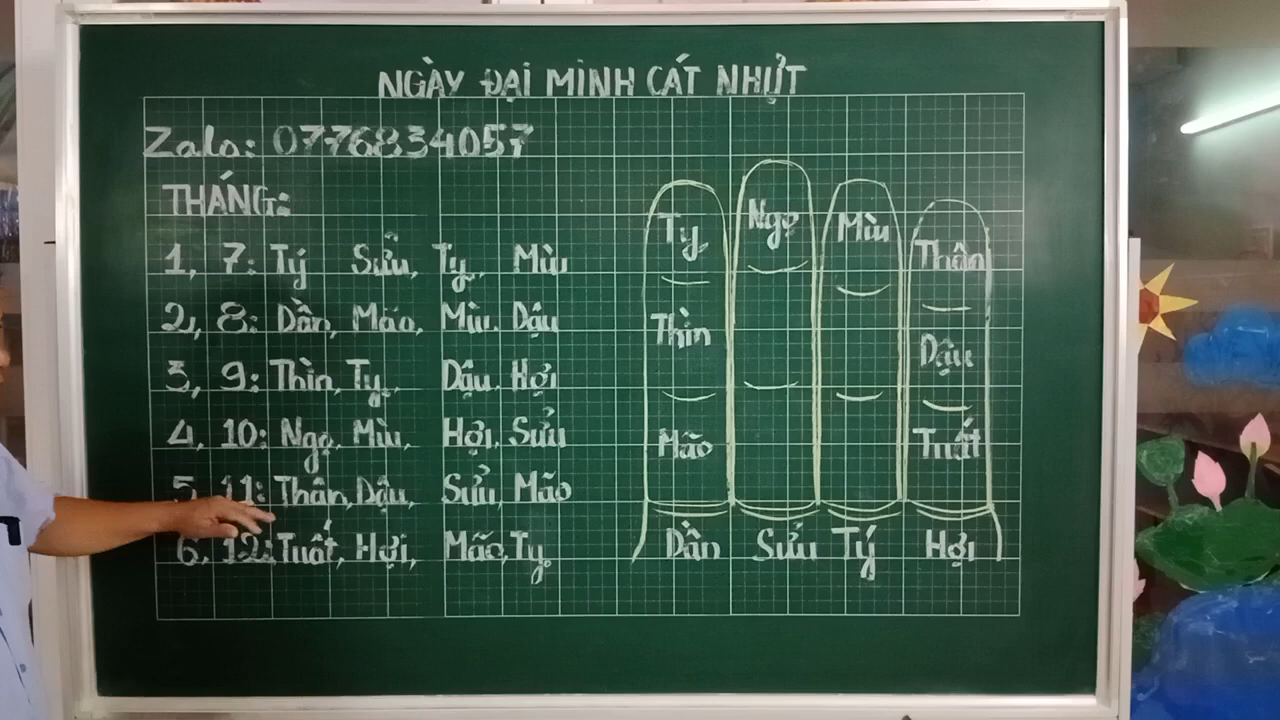 NGÀY ĐẠI MINH CÁT NHỰT
Zalo: 0776834057
THÁNG:
1, 7: Tý Sửu, Tỵ, Mùi
2, 8: Dần, Mão, Mùi, Dậu
3, 9: Thìn, Tỵ, Dậu, Hợi
4, 10: Ngọ, Mùi, Hợi, Sửu
5, 11: Thân, Dậu, Sửu, Mão
6, 12: Tuất, Hợi, Mão, Tỵ
Tỵ Ngọ Mùi Thân
Thìn Dậu
Mão Tuất
Dần Sửu Tý Hợi